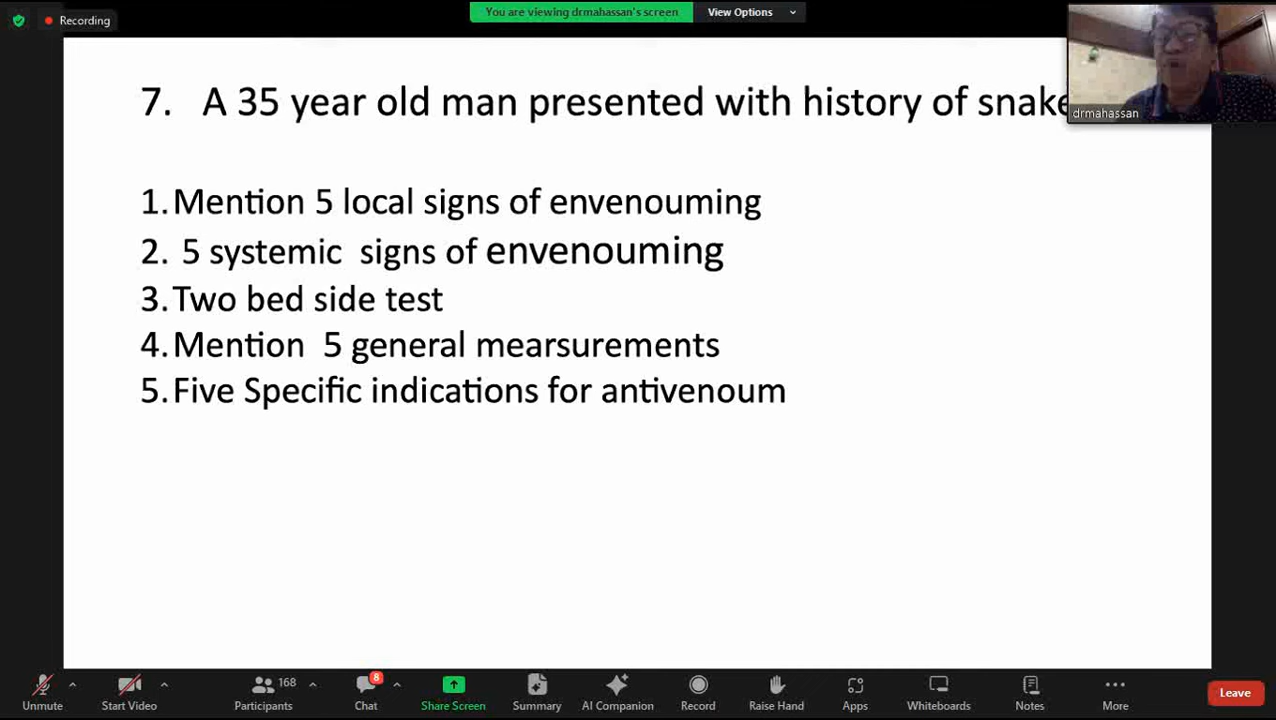 Recording
You are viewing drmahassan's screen
View Options
drmahassan
7. A 35 year old man presented with history of snake
1.Mention 5 local signs of envenouming
2. 5 systemic signs of envenouming
3.Two bed side test
4.Mention 5 general mearsurements
5.Five Specific indications for antivenoum
168
8
Unmute
Start Video
Participants
Chat
Share Screen
Summary
AI Companion
Record
Raise Hand
Apps
Whiteboards
Notes
More
Leave